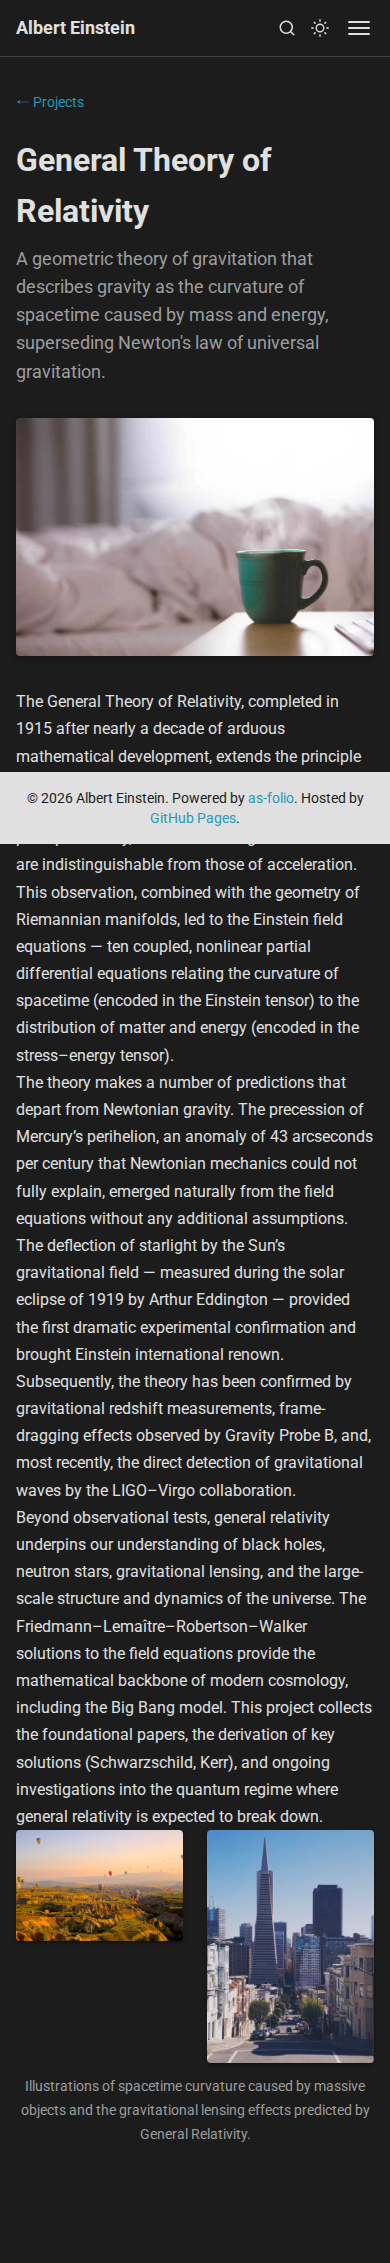 Albert Einstein
← Projects
General Theory of
Relativity
A geometric theory of gravitation that
describes gravity as the curvature of
spacetime caused by mass and energy,
superseding Newton's law of universal
gravitation.
The General Theory of Relativity, completed in
1915 after nearly a decade of arduous
mathematical development, extends the principle
© 2026 Albert Einstein. Powered by as-folio. Hosted by
GitHub Pages.
are indistinguishable from those of acceleration.
This observation, combined with the geometry of
Riemannian manifolds, led to the Einstein field
equations — ten coupled, nonlinear partial
differential equations relating the curvature of
spacetime (encoded in the Einstein tensor) to the
distribution of matter and energy (encoded in the
stress–energy tensor).
The theory makes a number of predictions that
depart from Newtonian gravity. The precession of
Mercury’s perihelion, an anomaly of 43 arcseconds
per century that Newtonian mechanics could not
fully explain, emerged naturally from the field
equations without any additional assumptions.
The deflection of starlight by the Sun’s
gravitational field — measured during the solar
eclipse of 1919 by Arthur Eddington — provided
the first dramatic experimental confirmation and
brought Einstein international renown.
Subsequently, the theory has been confirmed by
gravitational redshift measurements, frame-
dragging effects observed by Gravity Probe B, and,
most recently, the direct detection of gravitational
waves by the LIGO–Virgo collaboration.
Beyond observational tests, general relativity
underpins our understanding of black holes,
neutron stars, gravitational lensing, and the large-
scale structure and dynamics of the universe. The
Friedmann–Lemaître–Robertson–Walker
solutions to the field equations provide the
mathematical backbone of modern cosmology,
including the Big Bang model. This project collects
the foundational papers, the derivation of key
solutions (Schwarzschild, Kerr), and ongoing
investigations into the quantum regime where
general relativity is expected to break down.
Illustrations of spacetime curvature caused by massive
objects and the gravitational lensing effects predicted by
General Relativity.